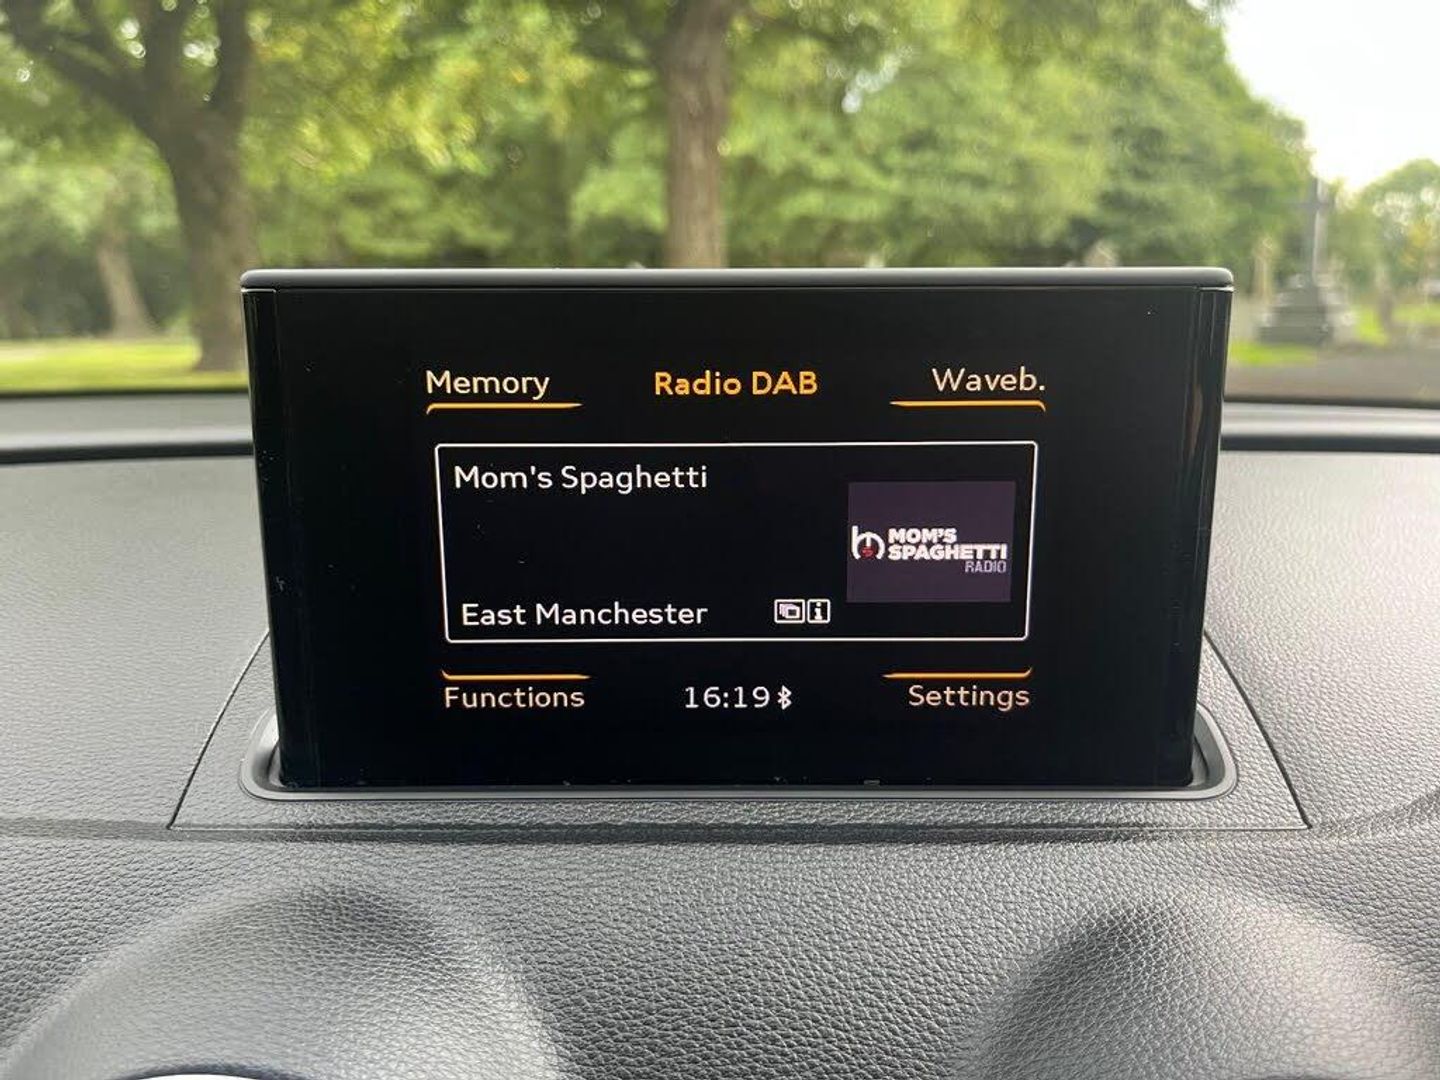 Memory
Radio DAB
Waveb.
Mom's Spaghetti
MOM'S
SPAGHETTI
RADIO
East Manchester
Functions
16:19
Settings